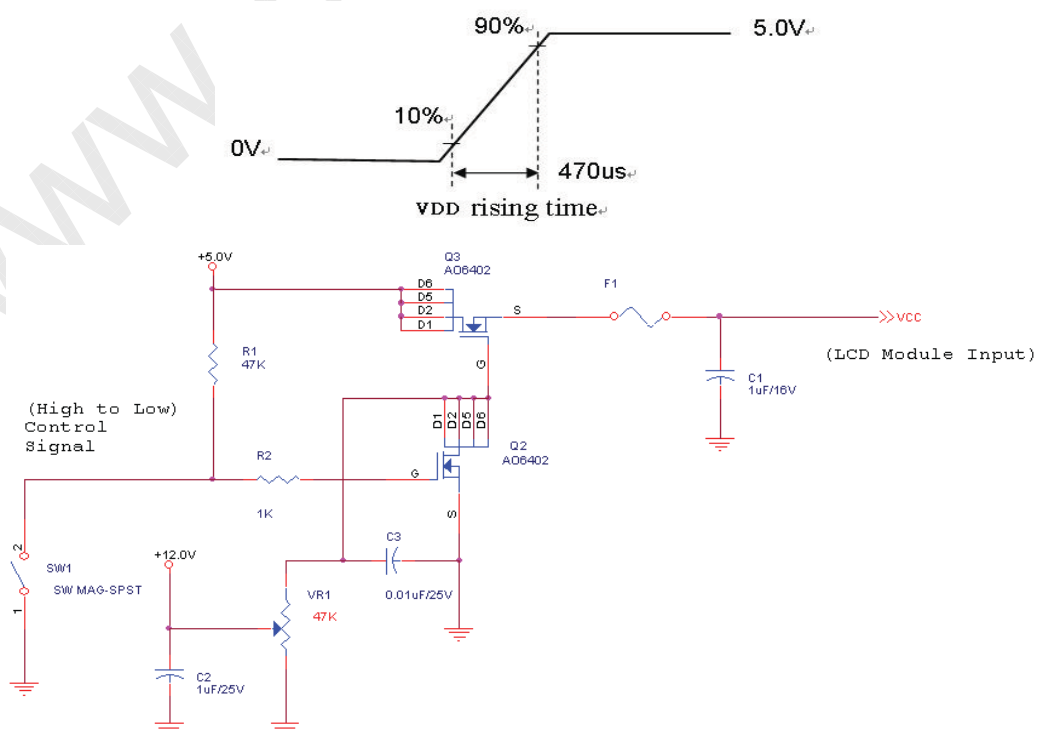 90%
5.0V
10%
0V
470us
VDD rising time
+5.0V
Q3
AO6402
D6
D5
D2
D1
S
G
F1
VCC
(LCD Module Input)
R1
47K
C1
1uF/16V
(High to Low)
Control
Signal
D1
D2
D5
D6
Q2
AO6402
R2
1K
G
S
2
SW1
SW MAG-SPST
1
+12.0V
C3
0.01uF/25V
VR1
47K
C2
1uF/25V